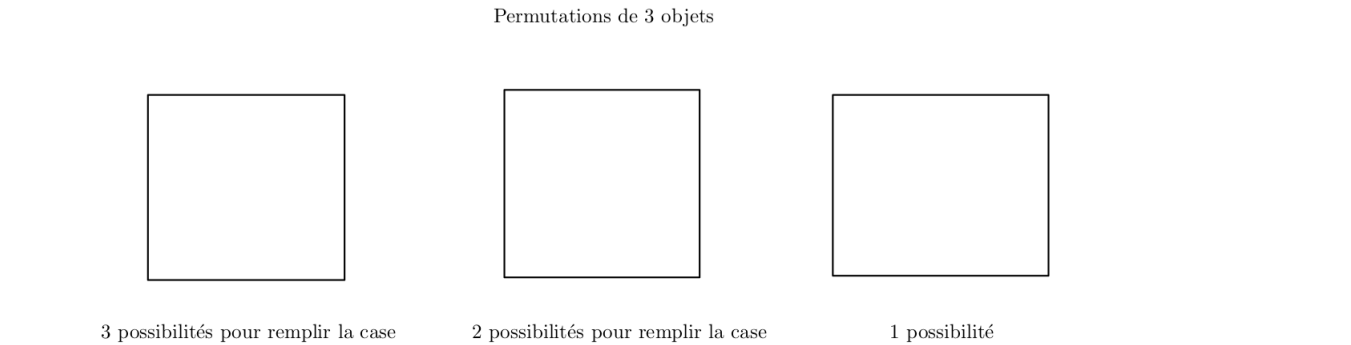 Permutations de 3 objets
3 possibilités pour remplir la case
2 possibilités pour remplir la case
1 possibilité